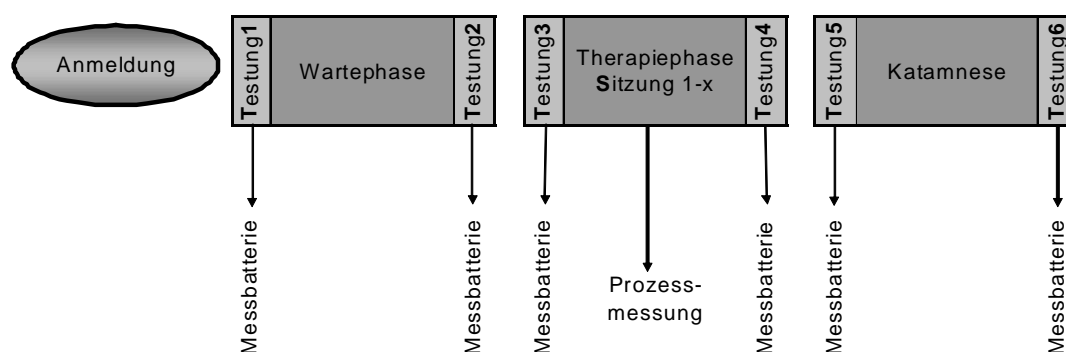 Anmeldung
Testung1
Wartephase
Testung2
Testung3
Therapiephase
Sitzung 1-x
Testung4
Testung5
Katamnese
Testung6
Messbatterie
Messbatterie
Messbatterie
Prozess-
messung
Messbatterie
Messbatterie
Messbatterie